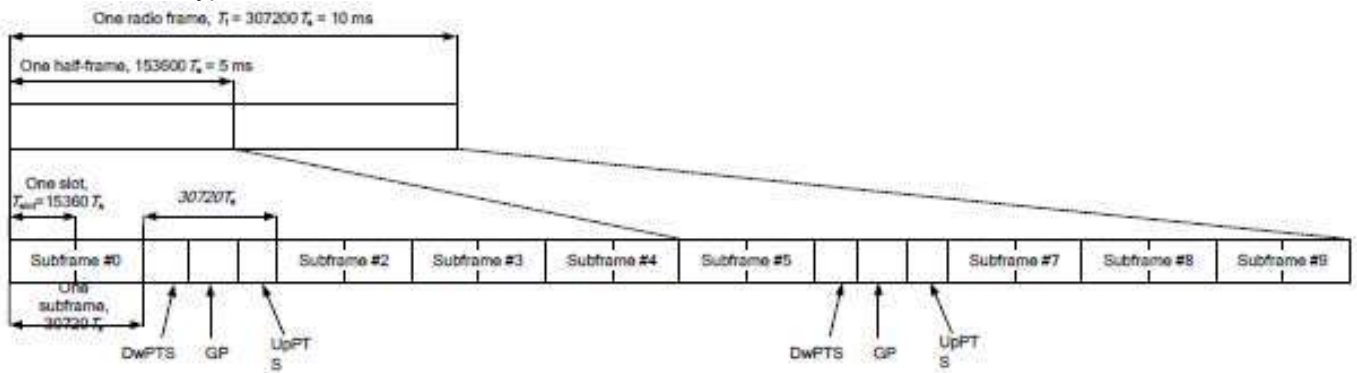 One radio frame, Tf = 307200 Ts = 10 ms
One half-frame, 153600 Ts = 5 ms
One slot,
Tslot=15360 Ts
30720Ts
Subframe #0
Subframe #2
Subframe #3
Subframe #4
Subframe #5
Subframe #7
Subframe #8
Subframe #9
One
subframe,
30720 Ts
DwPTS
GP
UpPT
S
DwPTS
GP
UpPT
S